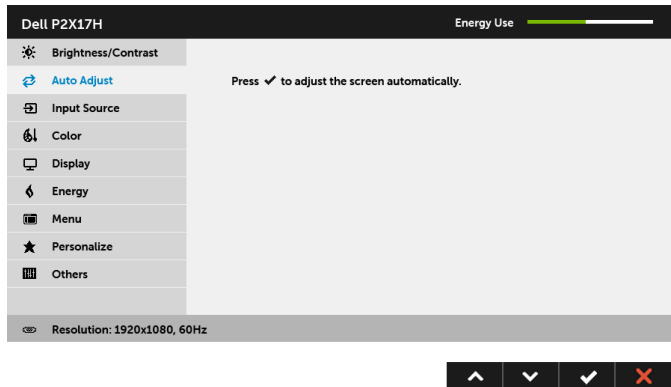 Dell P2X17H
Energy Use
Brightness/Contrast
Auto Adjust
Press ✓ to adjust the screen automatically.
Input Source
Color
Display
Energy
Menu
Personalize
Others
Resolution: 1920x1080, 60Hz